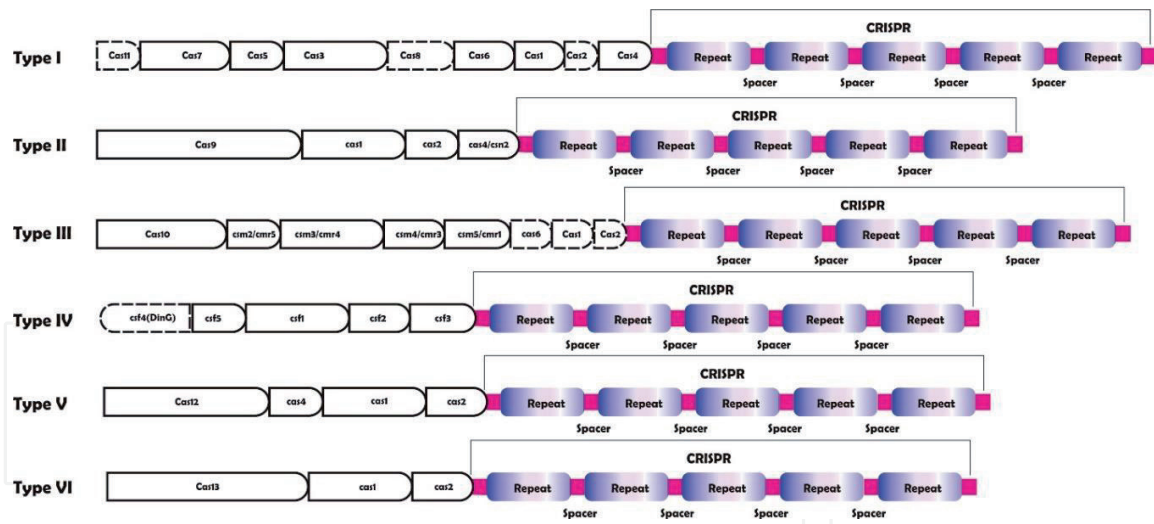 CRISPR
Type I Cas11 Cas7 Cas5 Cas3 Cas8 Cas6 Cas1 Cas2 Cas4 Repeat Repeat Repeat Repeat Repeat
Spacer Spacer Spacer Spacer
CRISPR
Type II Cas9 cas1 cas2 cas4/csn2 Repeat Repeat Repeat Repeat Repeat
Spacer Spacer Spacer Spacer
CRISPR
Type III Cas10 csm2/cmr5 csm3/cmr4 csm4/cmr3 csm5/cmr1 cas6 Cas1 Cas2 Repeat Repeat Repeat Repeat Repeat
Spacer Spacer Spacer Spacer
CRISPR
Type IV csf4(DinG) csf5 csf1 csf2 csf3 Repeat Repeat Repeat Repeat Repeat
Spacer Spacer Spacer Spacer
CRISPR
Type V Cas12 cas4 cas1 cas2 Repeat Repeat Repeat Repeat Repeat
Spacer Spacer Spacer Spacer
CRISPR
Type VI Cas13 cas1 cas2 Repeat Repeat Repeat Repeat Repeat
Spacer Spacer Spacer Spacer